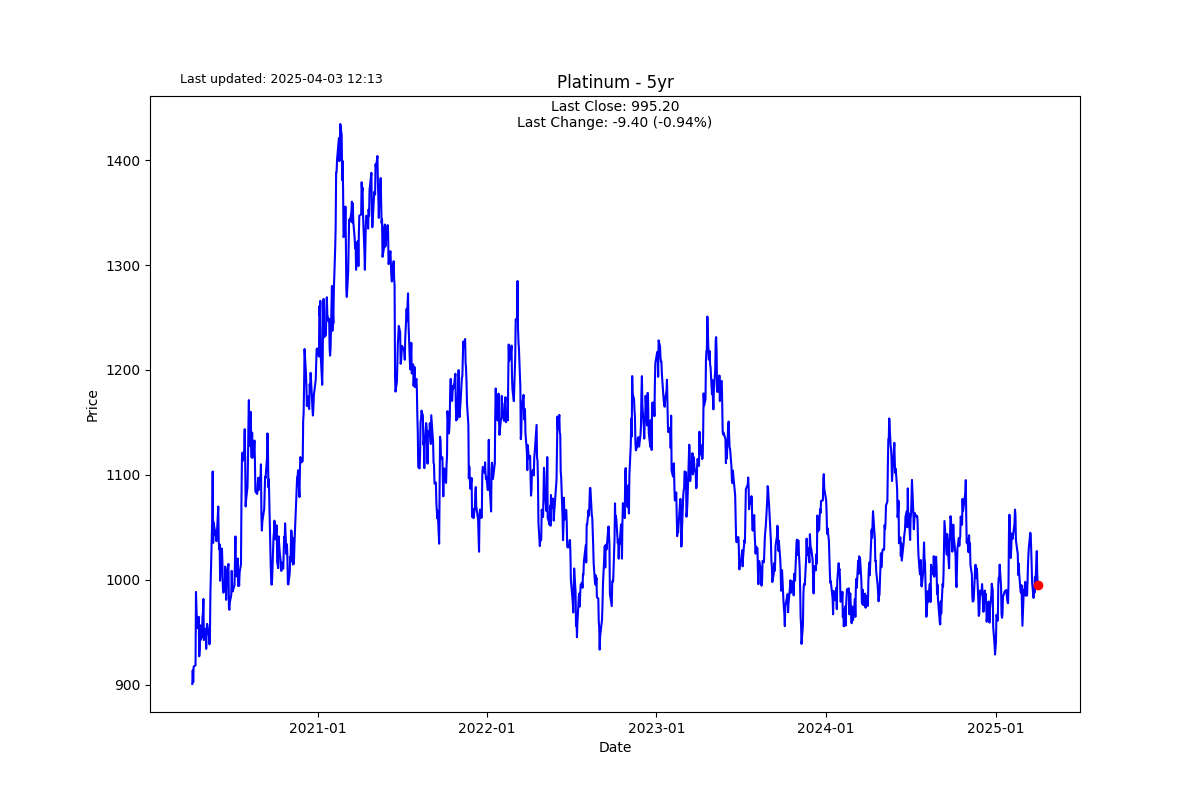 Last updated: 2025-04-03 12:13
Platinum - 5yr
Last Close: 995.20
Last Change: -9.40 (-0.94%)
1400
1300
1200
1100
1000
900
Price
2021-01
2022-01
2023-01
2024-01
2025-01
Date